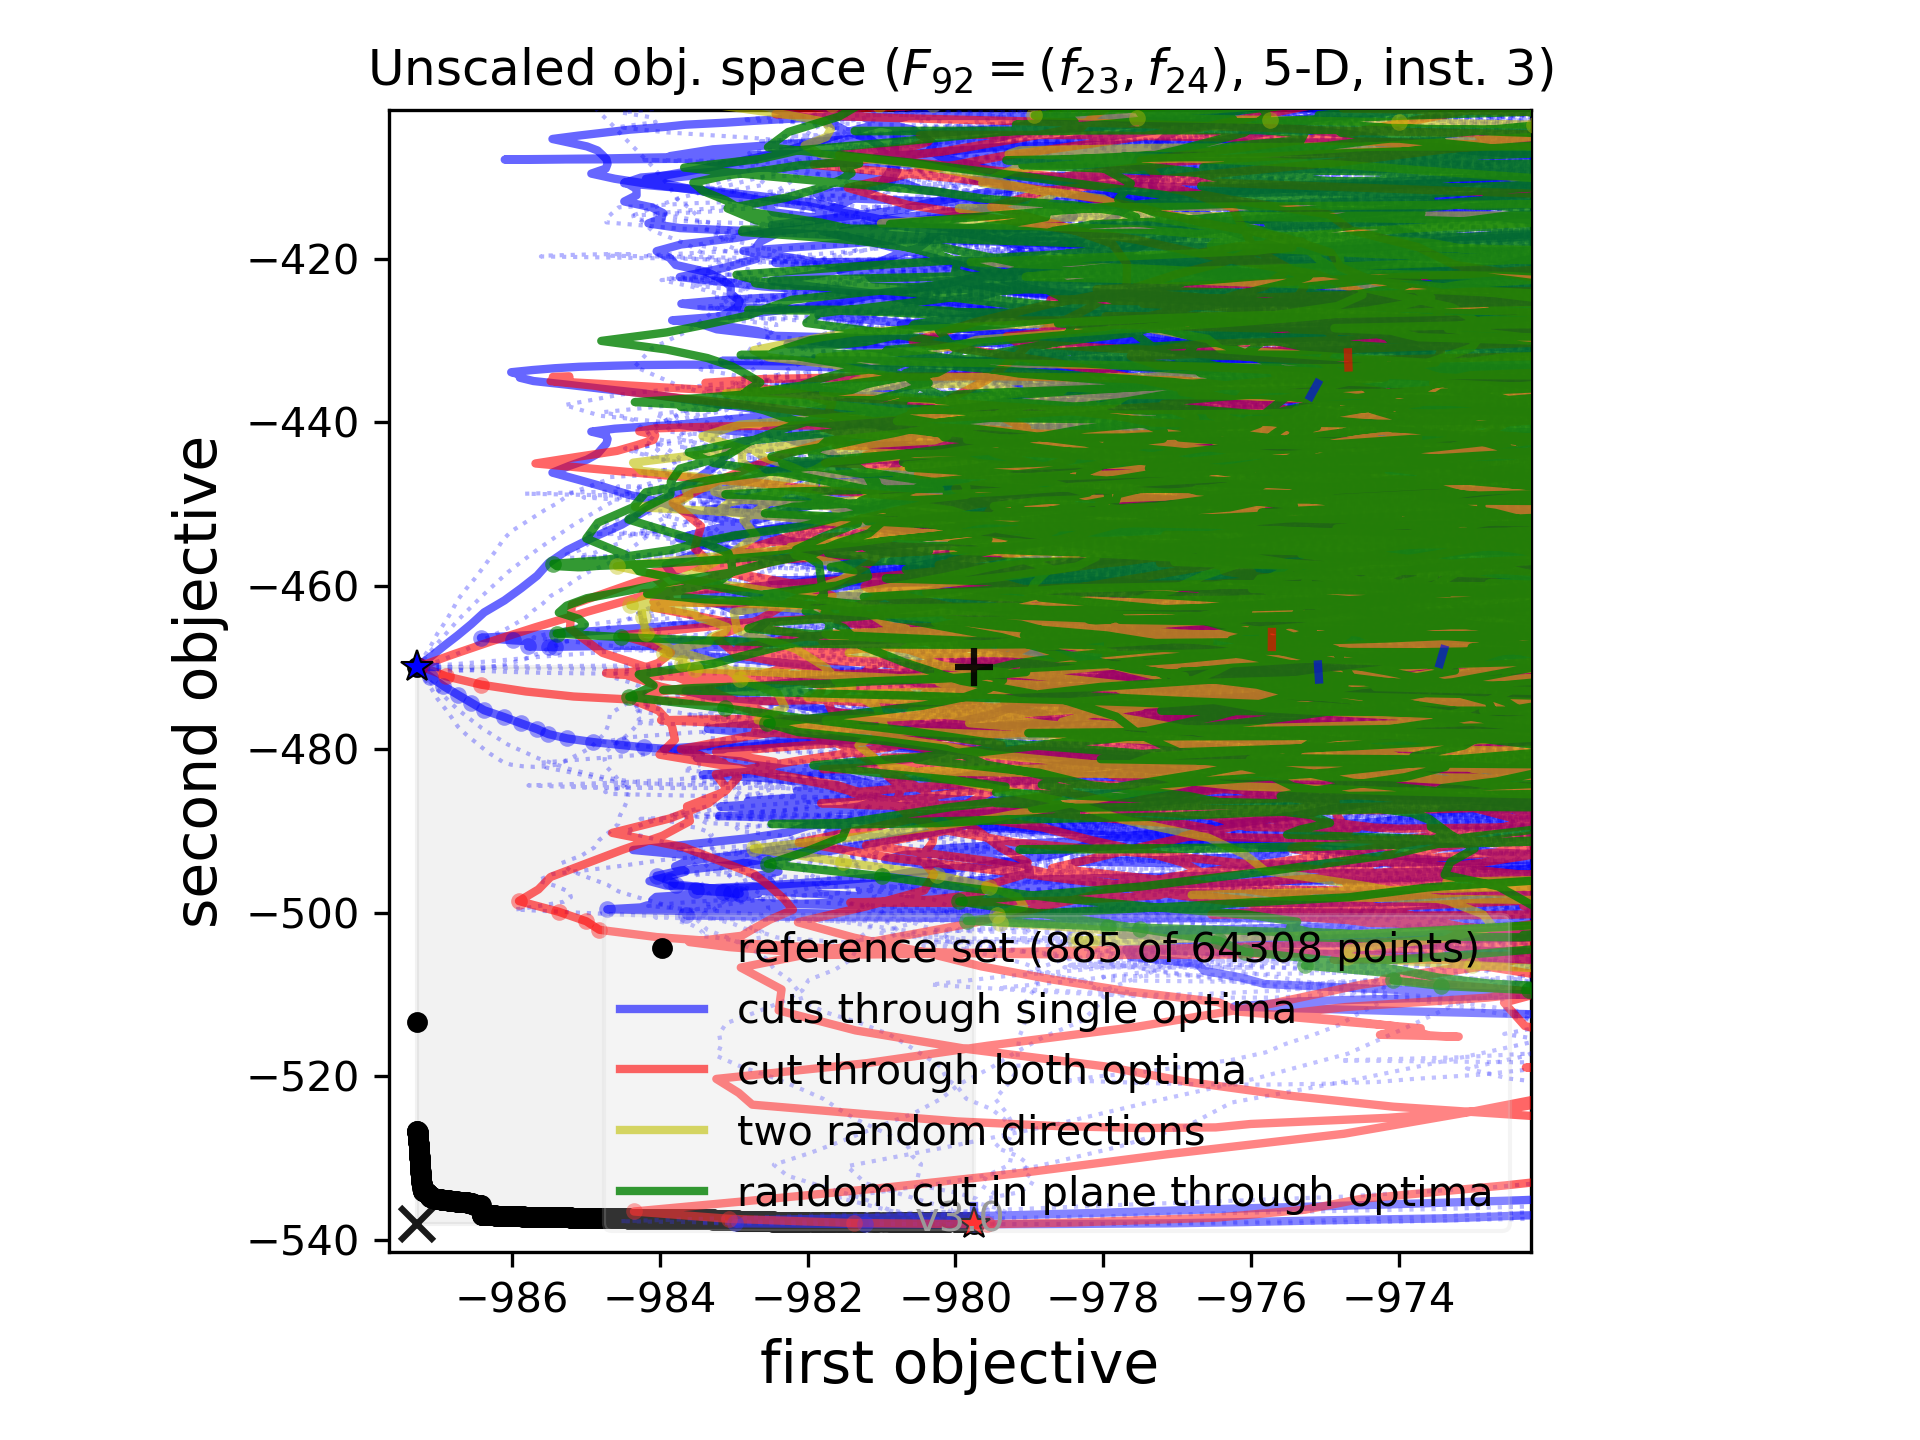 Unscaled obj. space (F92 = (f23, f24), 5-D, inst. 3)
second objective
−420
−440
−460
−480
−500
−520
−540
reference set (885 of 64308 points)
cuts through single optima
cut through both optima
two random directions
random cut in plane through optima
v3.0
−986 −984 −982 −980 −978 −976 −974
first objective